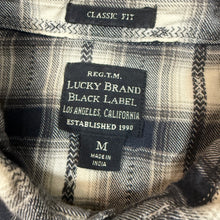 CLASSIC FIT
REG.T.M.
LUCKY BRAND
BLACK LABEL
LOS ANGELES, CALIFORNIA
ESTABLISHED 1990
M
MADE IN
INDIA